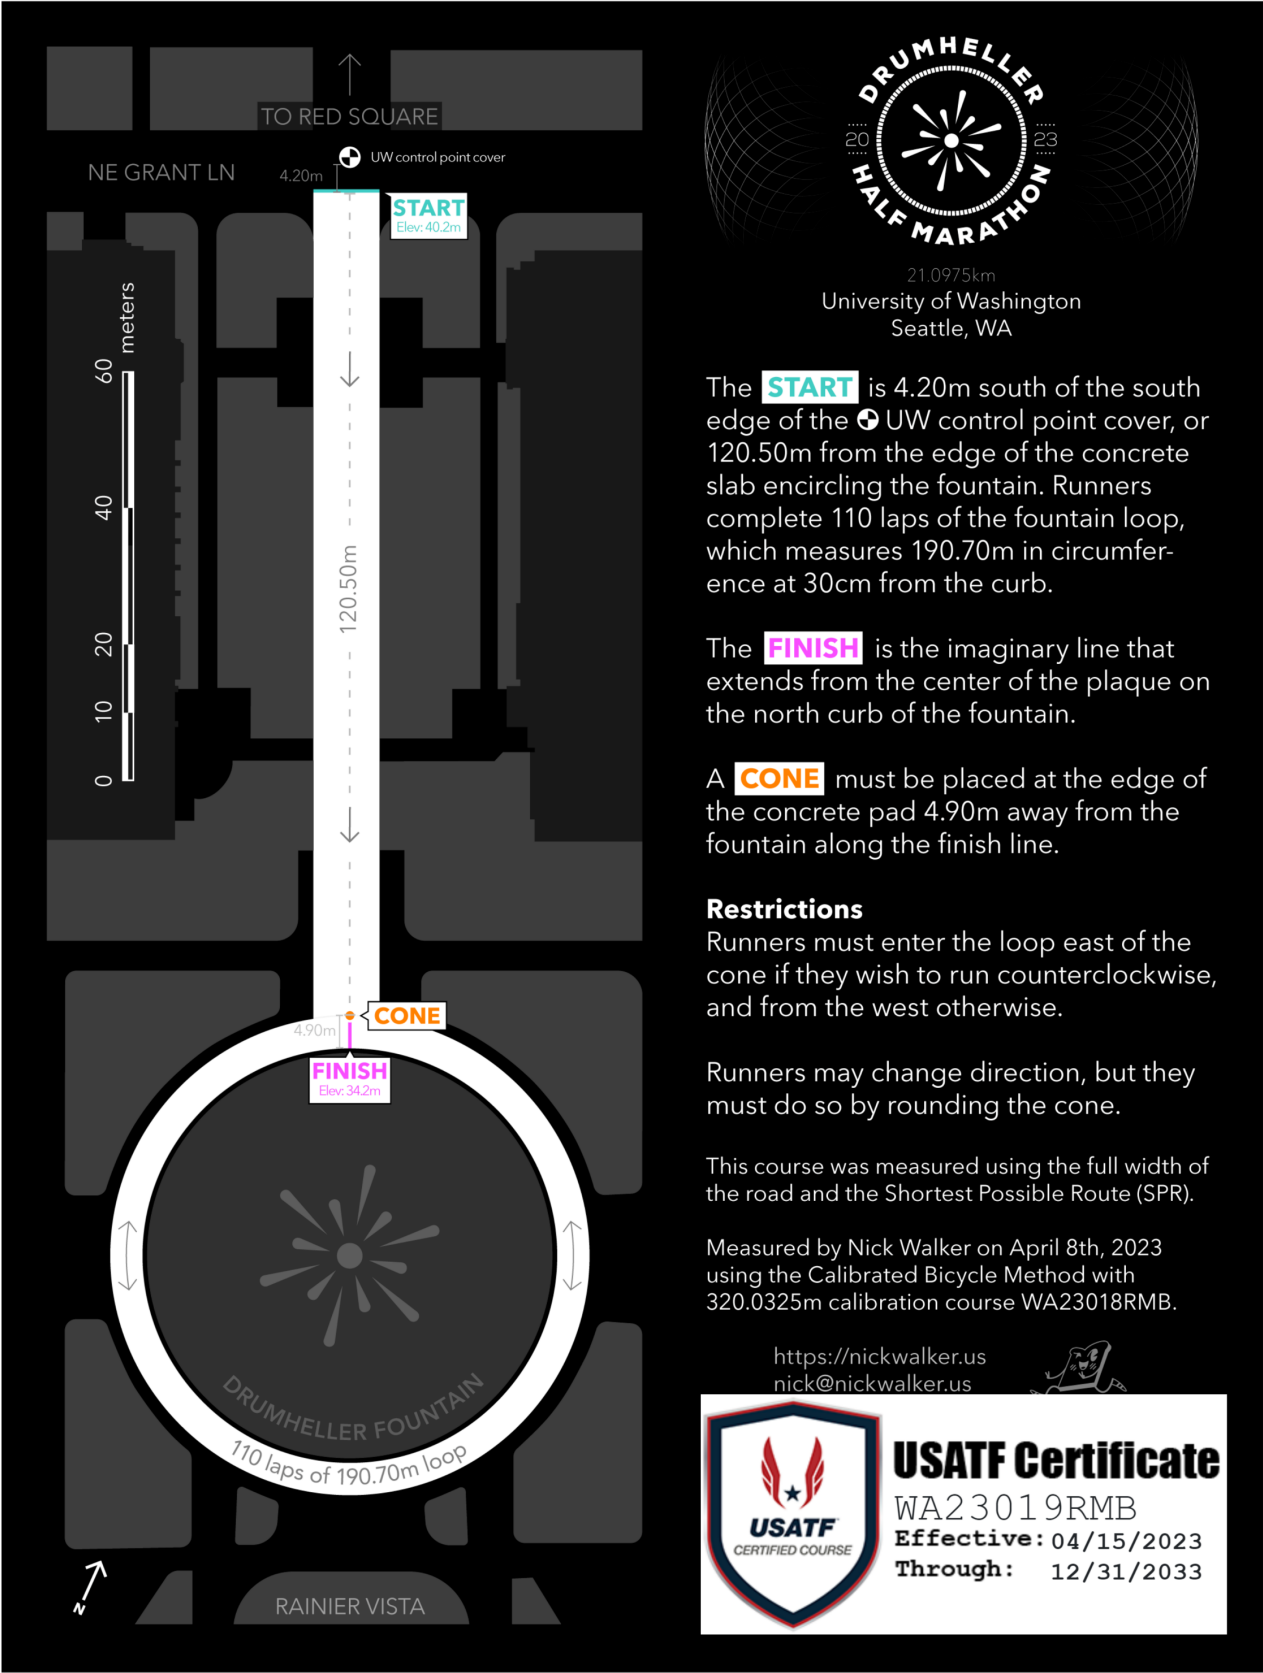 TO RED SQUARE
UW control point cover
NE GRANT LN
4.20m
START
Elev: 40.2m
meters
60
40
20
10
0
120.50m
CONE
4.90m
FINISH
Elev: 34.2m
DRUMHELLER FOUNTAIN
110 laps of 190.70m loop
N
RAINIER VISTA
DRUMHELLER
20 23
HALF MARATHON
21.0975km
University of Washington
Seattle, WA
The START is 4.20m south of the south
edge of the UW control point cover, or
120.50m from the edge of the concrete
slab encircling the fountain. Runners
complete 110 laps of the fountain loop,
which measures 190.70m in circumfer-
ence at 30cm from the curb.
The FINISH is the imaginary line that
extends from the center of the plaque on
the north curb of the fountain.
A CONE must be placed at the edge of
the concrete pad 4.90m away from the
fountain along the finish line.
Restrictions
Runners must enter the loop east of the
cone if they wish to run counterclockwise,
and from the west otherwise.
Runners may change direction, but they
must do so by rounding the cone.
This course was measured using the full width of
the road and the Shortest Possible Route (SPR).
Measured by Nick Walker on April 8th, 2023
using the Calibrated Bicycle Method with
320.0325m calibration course WA23018RMB.
https://nickwalker.us
nick@nickwalker.us
USATF
CERTIFIED COURSE
USATF Certificate
WA23019RMB
Effective: 04/15/2023
Through: 12/31/2033